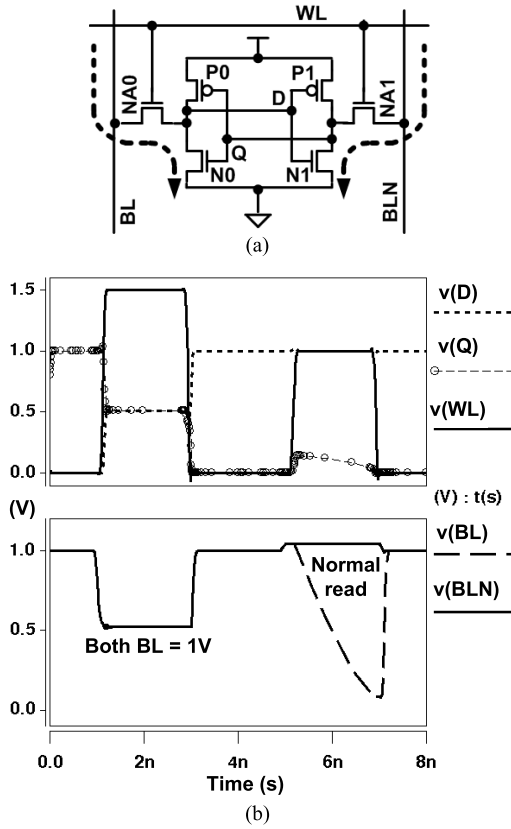 WL
P0
P1
NA0
D
NA1
Q
N0
N1
BL
BLN
(a)
1.5
v(D)
1.0
v(Q)
0.5
v(WL)
0.0
(V)
(V) : t(s)
1.0
Normal
read
v(BL)
v(BLN)
0.5
Both BL = 1V
0.0
0.0
2n
4n
6n
8n
Time (s)
(b)